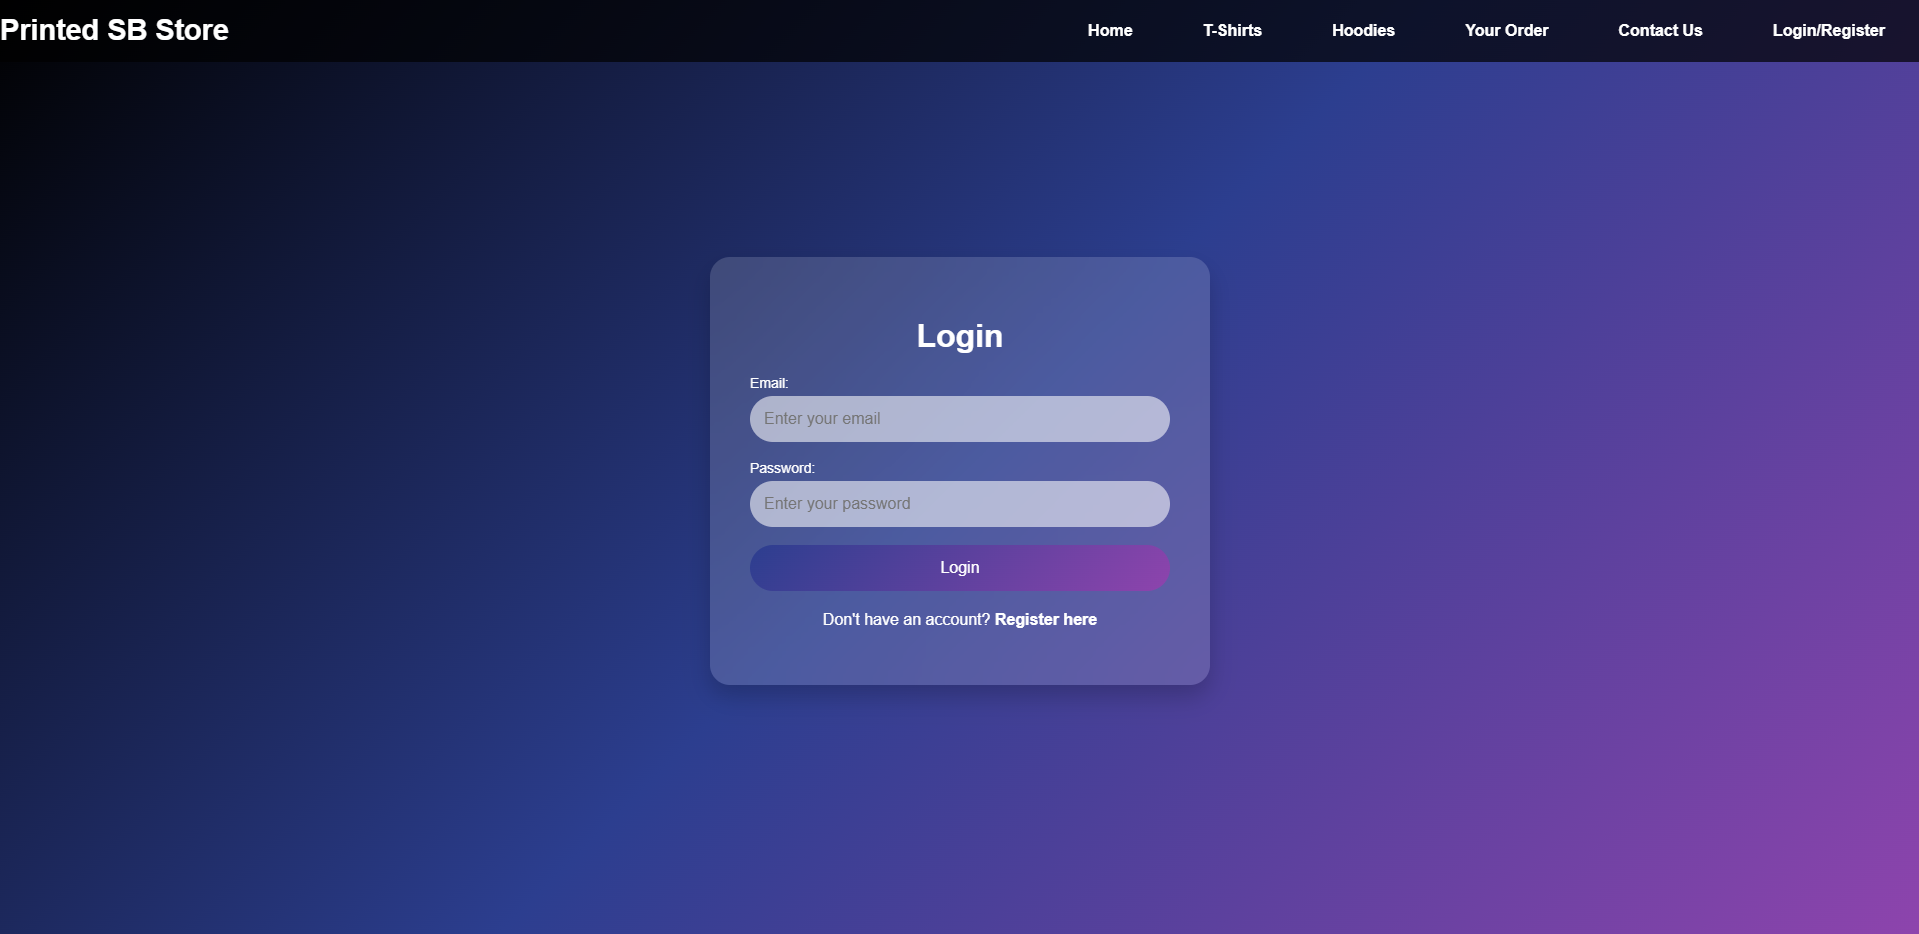 Printed SB Store
Home T-Shirts Hoodies Your Order Contact Us Login/Register
Login
Email:
Enter your email
Password:
Enter your password
Login
Don't have an account? Register here